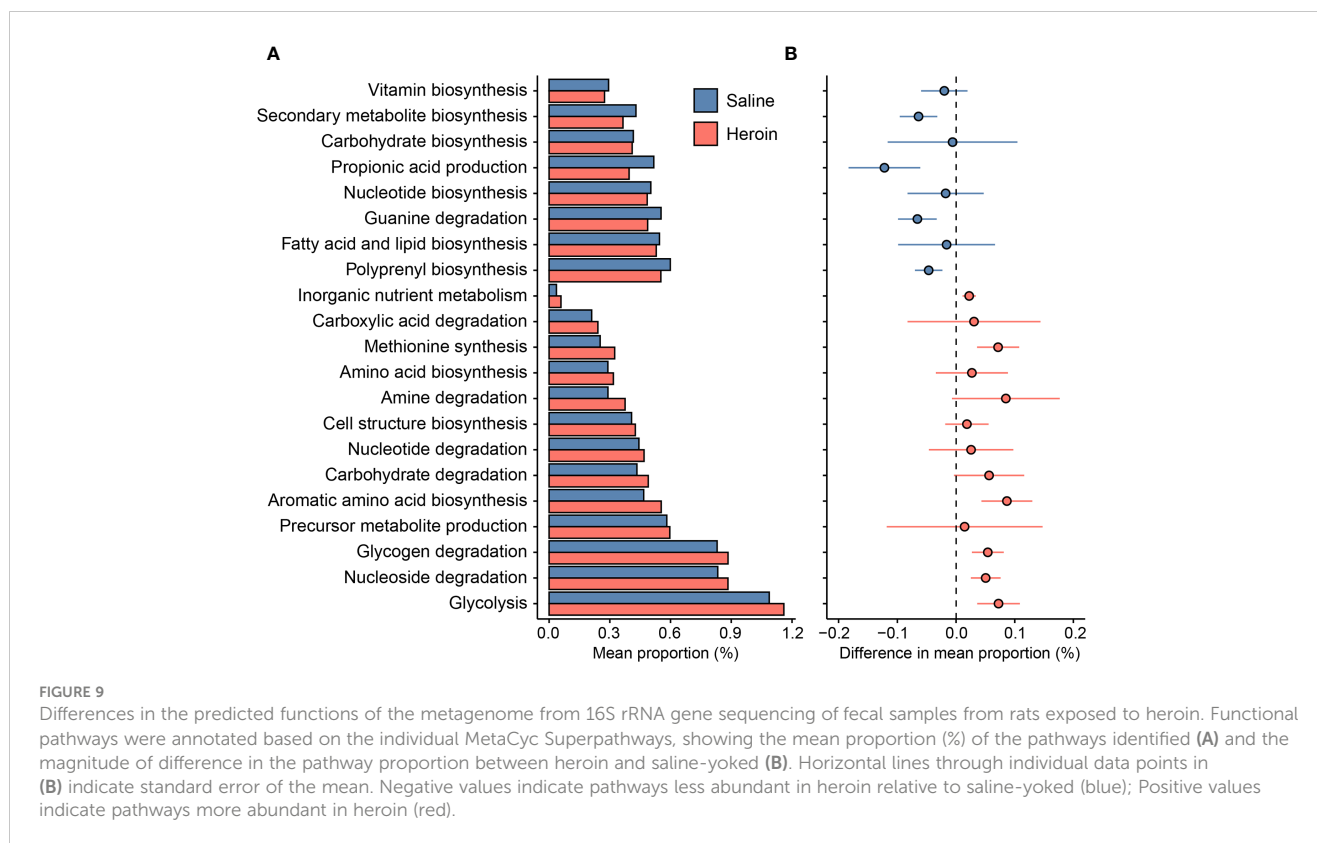 A
B
Vitamin biosynthesis
Secondary metabolite biosynthesis
Carbohydrate biosynthesis
Propionic acid production
Nucleotide biosynthesis
Guanine degradation
Fatty acid and lipid biosynthesis
Polyprenyl biosynthesis
Inorganic nutrient metabolism
Carboxylic acid degradation
Methionine synthesis
Amino acid biosynthesis
Amine degradation
Cell structure biosynthesis
Nucleotide degradation
Carbohydrate degradation
Aromatic amino acid biosynthesis
Precursor metabolite production
Glycogen degradation
Nucleoside degradation
Glycolysis
Saline
Heroin
0.0 0.3 0.6 0.9 1.2
Mean proportion (%)
−0.2 −0.1 0.0 0.1 0.2
Difference in mean proportion (%)
FIGURE 9
Differences in the predicted functions of the metagenome from 16S rRNA gene sequencing of fecal samples from rats exposed to heroin. Functional
pathways were annotated based on the individual MetaCyc Superpathways, showing the mean proportion (%) of the pathways identified (A) and the
magnitude of difference in the pathway proportion between heroin and saline-yoked (B). Horizontal lines through individual data points in
(B) indicate standard error of the mean. Negative values indicate pathways less abundant in heroin relative to saline-yoked (blue); Positive values
indicate pathways more abundant in heroin (red).